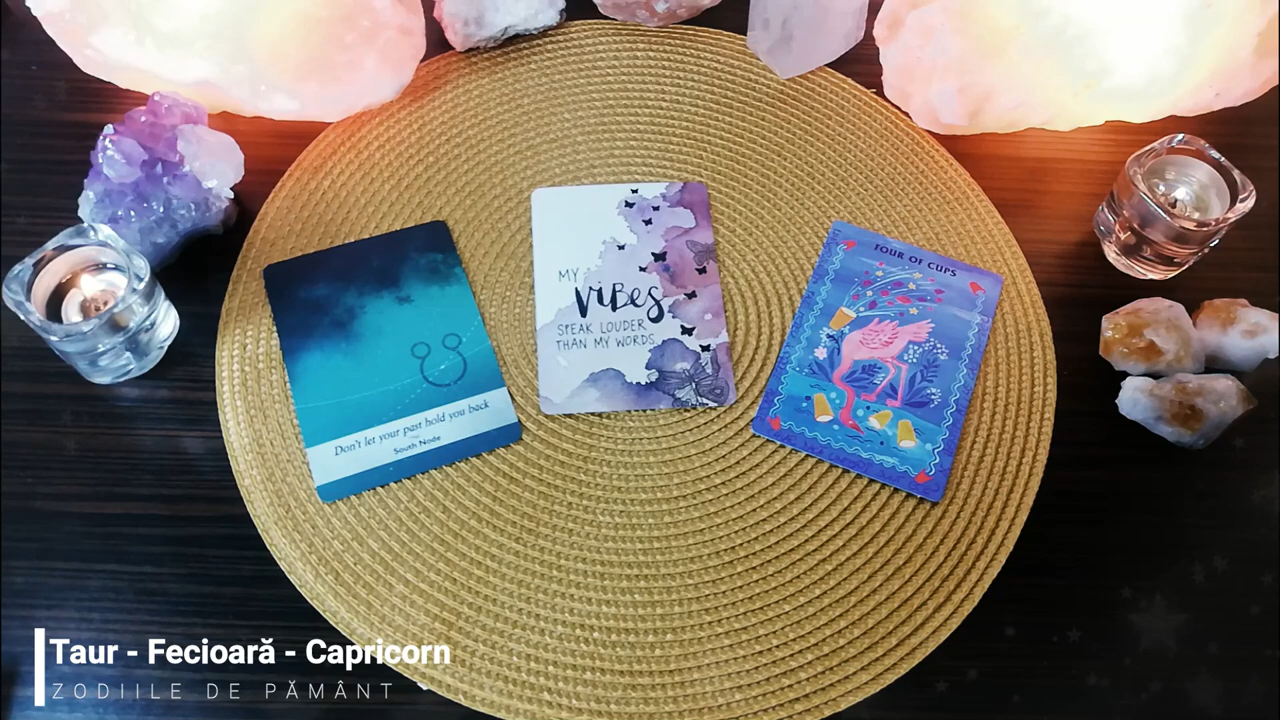 Don't let your past hold you back
South Node
MY
VIBES
SPEAK LOUDER
THAN MY WORDS.
FOUR OF CUPS
Taur - Fecioară - Capricorn
ZODIILE DE PĂMÂNT